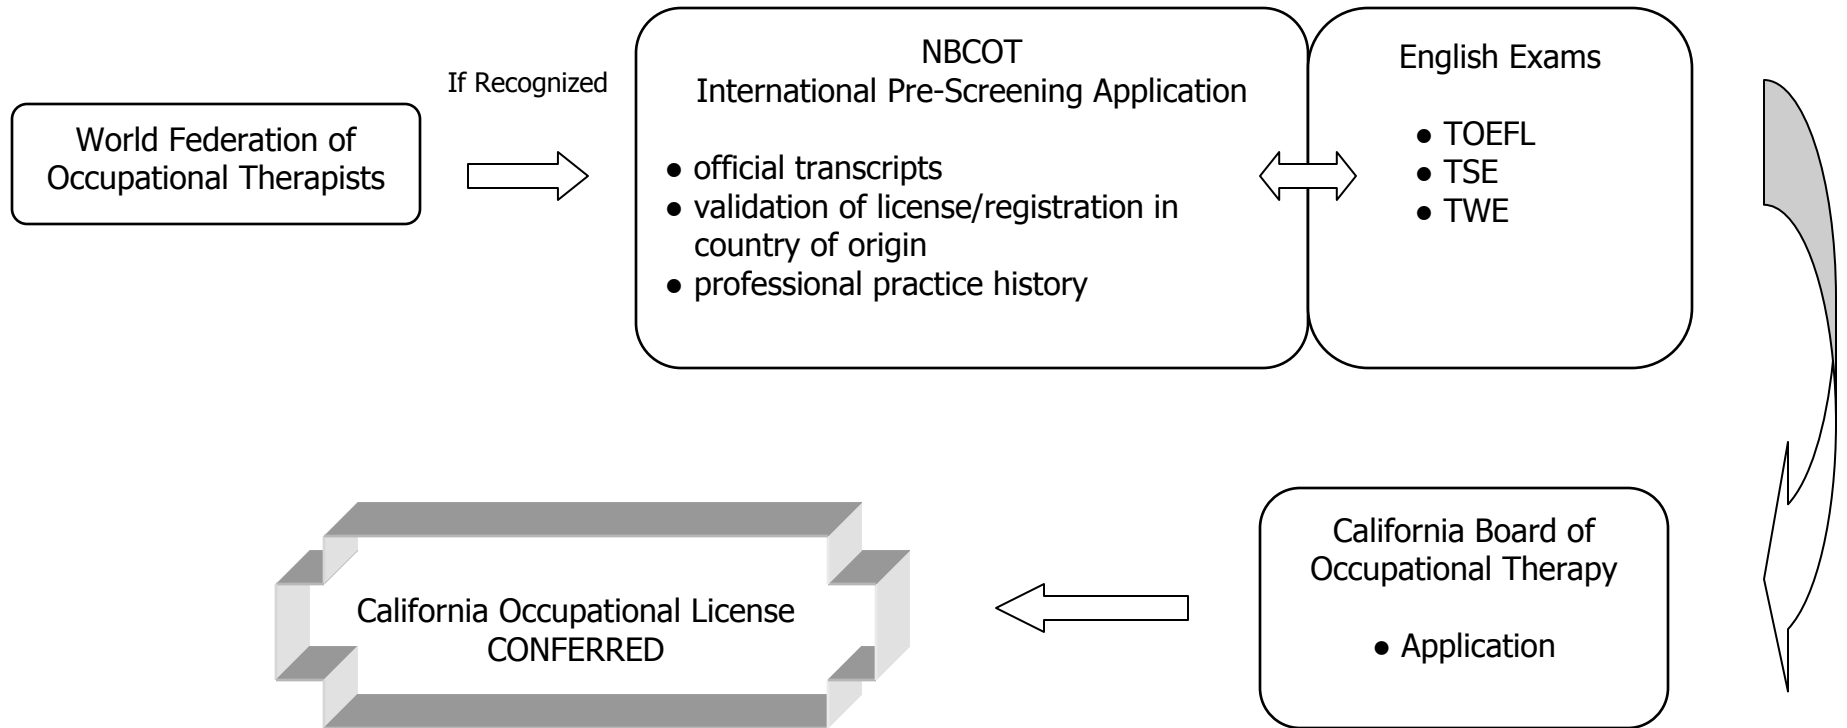 World Federation of
Occupational Therapists
If Recognized
NBCOT
International Pre-Screening Application
● official transcripts
● validation of license/registration in
country of origin
● professional practice history
English Exams
● TOEFL
● TSE
● TWE
California Board of
Occupational Therapy
● Application
California Occupational License
CONFERRED